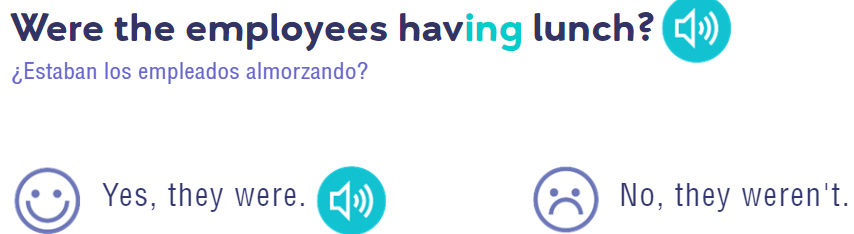 Were the employees having lunch?
¿Estaban los empleados almorzando?
Yes, they were.
No, they weren't.